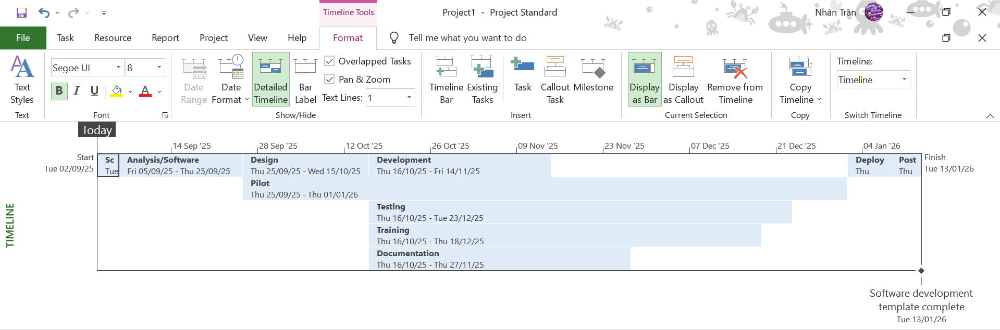 Timeline Tools
Project1 - Project Standard
Nhân Trần
File Task Resource Report Project View Help Format Tell me what you want to do
Text Styles
Text
Segoe UI 8
B I U A
Font
Date Range
Date Format
Detailed Timeline
Bar Label
Overlapped Tasks
Pan & Zoom
Text Lines: 1
Show/Hide
Timeline Bar
Existing Tasks
Task
Callout Task
Milestone
Insert
Display as Bar
Display as Callout
Remove from Timeline
Current Selection
Copy Timeline
Copy
Timeline:
Timeline
Switch Timeline
Today
14 Sep '25 28 Sep '25 12 Oct '25 26 Oct '25 09 Nov '25 23 Nov '25 07 Dec '25 21 Dec '25 04 Jan '26
Start
Tue 02/09/25
Sc
Tue
Analysis/Software
Fri 05/09/25 - Thu 25/09/25
Design
Thu 25/09/25 - Wed 15/10/25
Development
Thu 16/10/25 - Fri 14/11/25
Deploy
Thu
Post
Thu
Finish
Tue 13/01/26
Pilot
Thu 25/09/25 - Thu 01/01/26
Testing
Thu 16/10/25 - Tue 23/12/25
Training
Thu 16/10/25 - Thu 18/12/25
Documentation
Thu 16/10/25 - Thu 27/11/25
TIMELINE
Software development
template complete
Tue 13/01/26